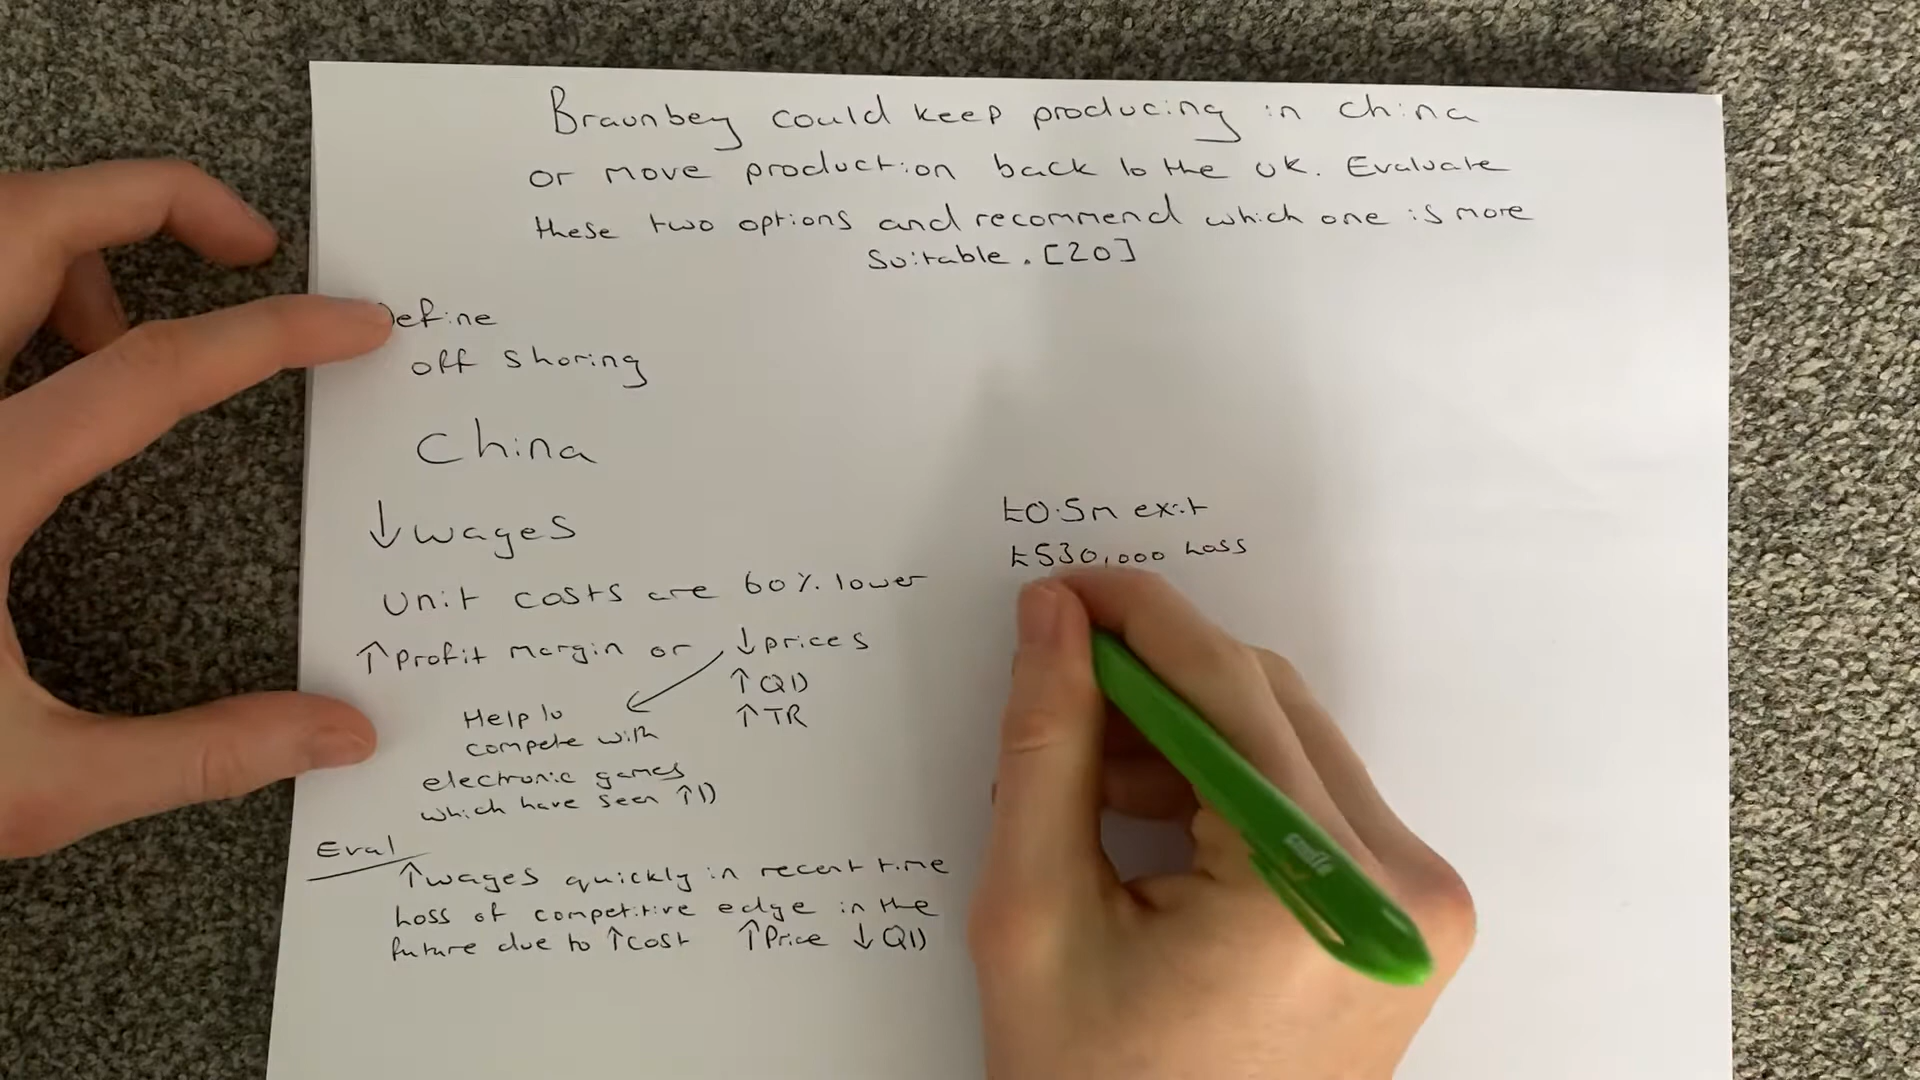 Braunbey could keep producing in china
or move production back to the UK. Evaluate
these two options and recommend which one is more
suitable. [20]
Define
off shoring
China
↓ wages
Unit costs are 60% lower
↑ Profit margin or ↓ prices
↑ QD
↑ TR
Help to
compete with
electronic games
which have seen ↑D
Eval
↑ wages quickly in recent time
Loss of competitive edge in the
future due to ↑ cost ↑ Price ↓ QD
£0.5m exit
£530,000 Loss